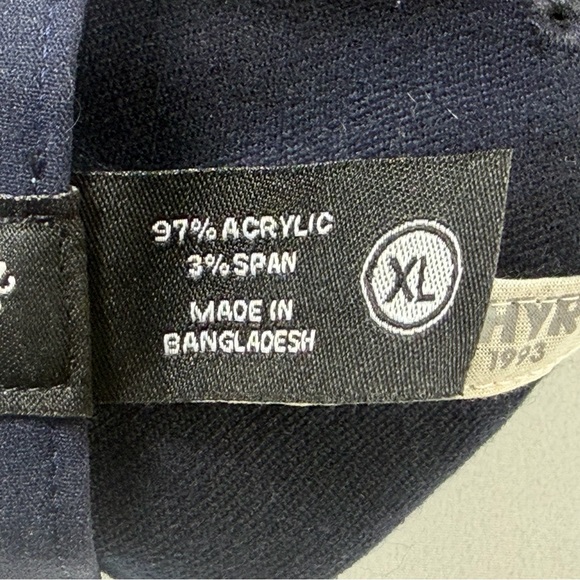 97% ACRYLIC
3% SPAN
MADE IN
BANGLADESH
XL
1993